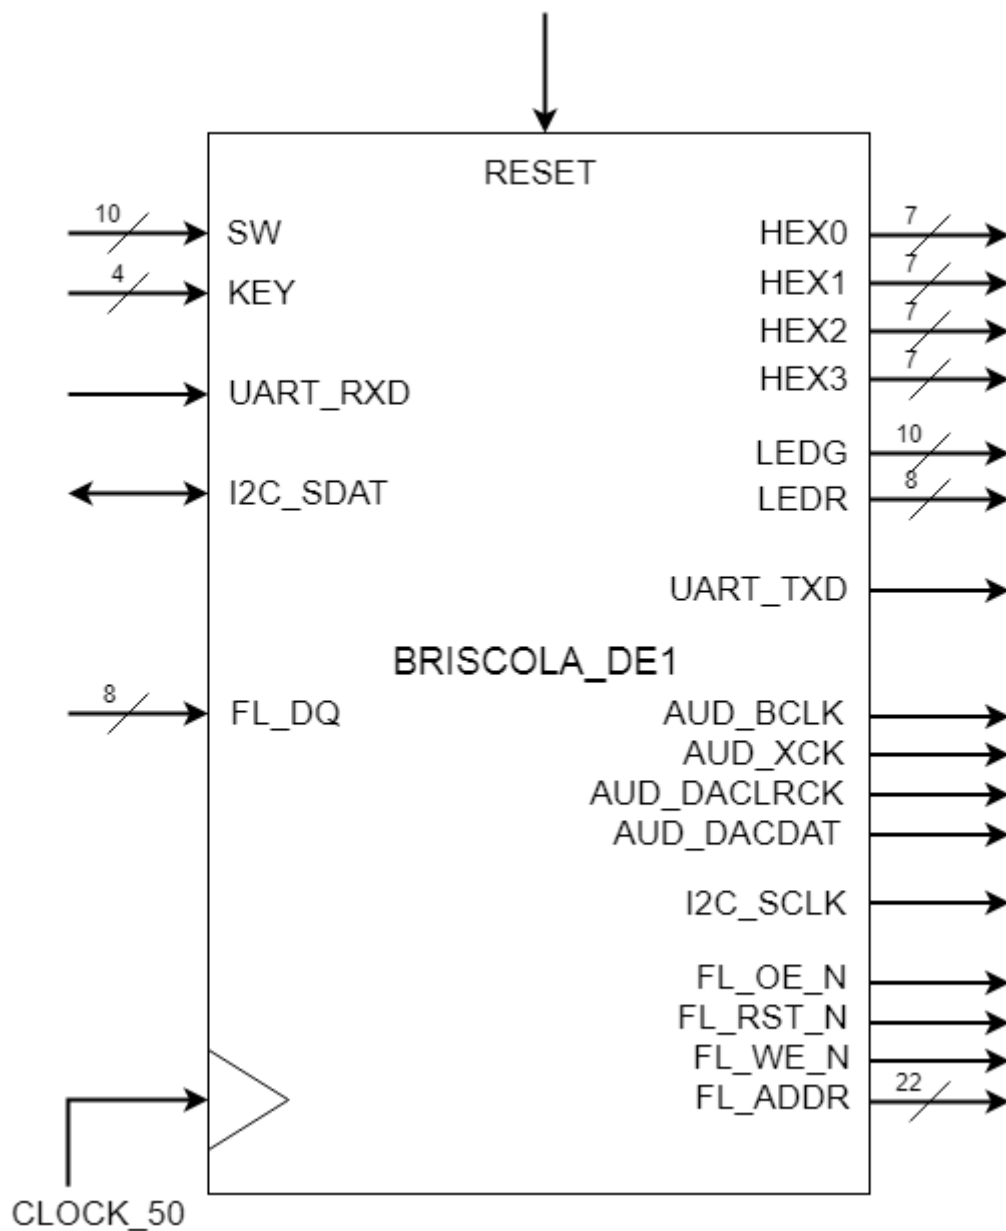 RESET
10
SW
4
KEY
UART_RXD
I2C_SDAT
8
FL_DQ
CLOCK_50
BRISCOLA_DE1
HEX0
7
HEX1
7
HEX2
7
HEX3
7
LEDG
10
LEDR
8
UART_TXD
AUD_BCLK
AUD_XCK
AUD_DACLRCK
AUD_DACDAT
I2C_SCLK
FL_OE_N
FL_RST_N
FL_WE_N
FL_ADDR
22